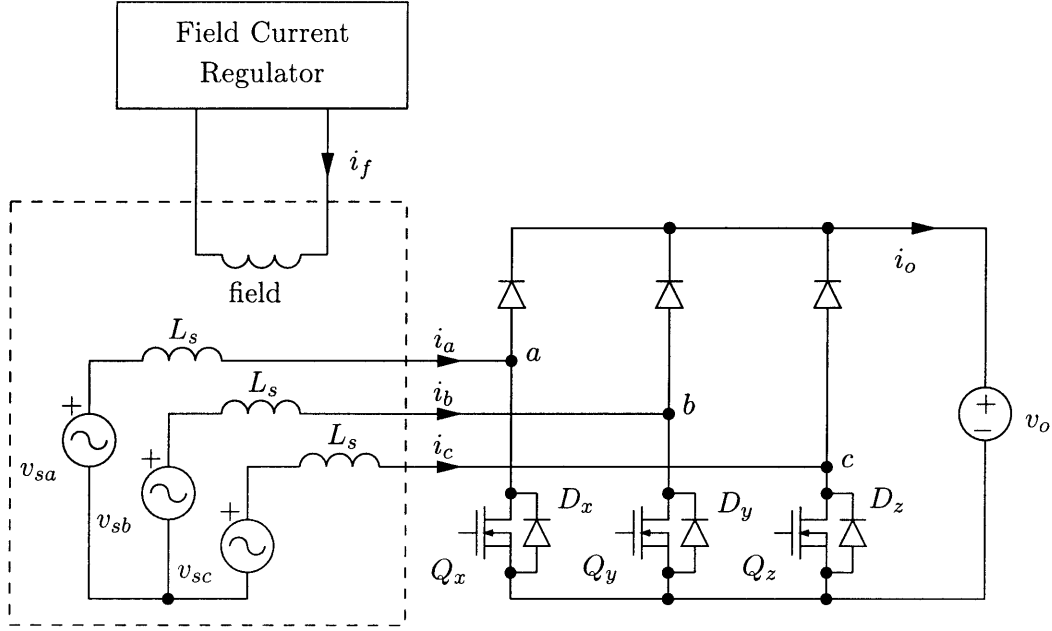 Field Current
Regulator
i_f
field
L_s
i_a
a
L_s
i_b
b
L_s
i_c
c
i_o
+
−
v_o
+
v_sa
+
v_sb
+
v_sc
D_x
Q_x
D_y
Q_y
D_z
Q_z